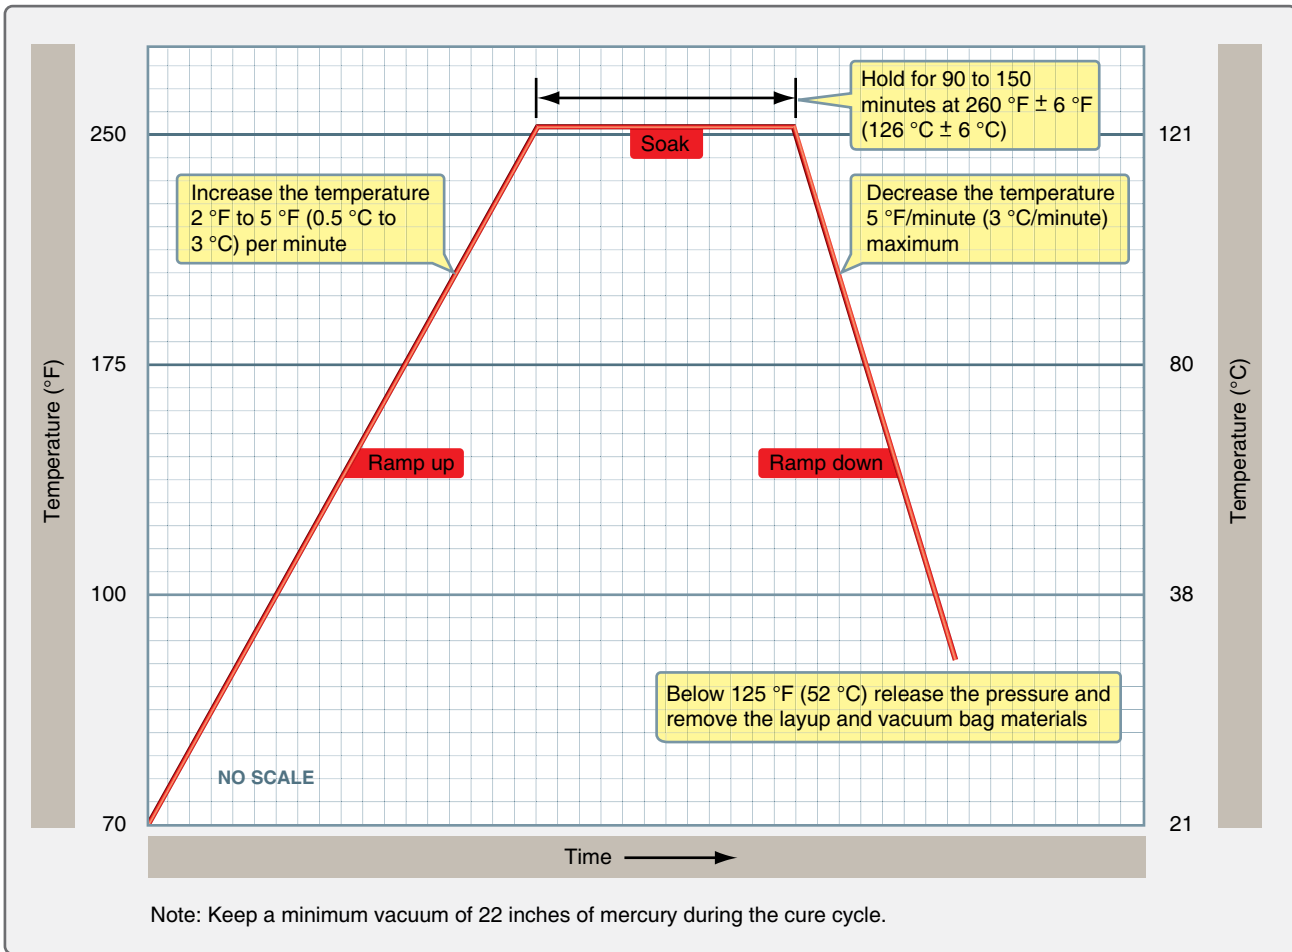 Hold for 90 to 150
minutes at 260 °F ± 6 °F
(126 °C ± 6 °C)
250
121
Soak
Increase the temperature
2 °F to 5 °F (0.5 °C to
3 °C) per minute
Decrease the temperature
5 °F/minute (3 °C/minute)
maximum
175
80
Temperature (°F)
Temperature (°C)
Ramp up
Ramp down
100
38
Below 125 °F (52 °C) release the pressure and
remove the layup and vacuum bag materials
NO SCALE
70
21
Time
Note: Keep a minimum vacuum of 22 inches of mercury during the cure cycle.